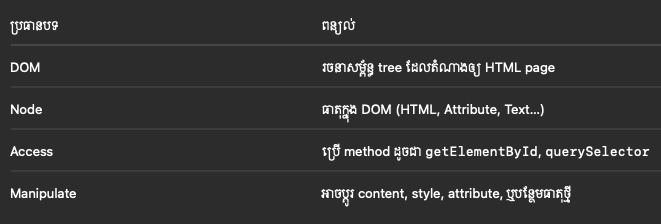 ប្រធានបទ ពន្យល់
DOM រចនាសម្ព័ន្ធ tree ដែលតំណាងឲ្យ HTML page
Node ធាតុក្នុង DOM (HTML, Attribute, Text...)
Access ប្រើ method ដូចជា getElementById, querySelector
Manipulate អាចប្ដូរ content, style, attribute, ឬបន្ថែមធាតុថ្មី